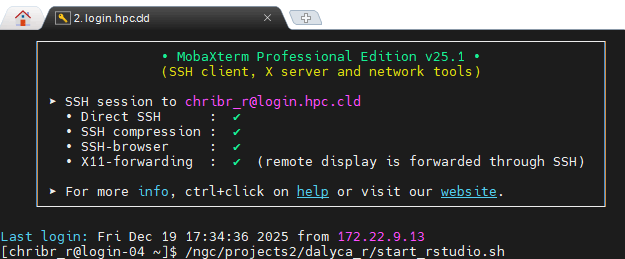 2. login.hpc.cld
• MobaXterm Professional Edition v25.1 •
(SSH client, X server and network tools)
➤ SSH session to chribr_r@login.hpc.cld
• Direct SSH : ✔
• SSH compression : ✔
• SSH-browser : ✔
• X11-forwarding : ✔ (remote display is forwarded through SSH)
➤ For more info, ctrl+click on help or visit our website.
Last login: Fri Dec 19 17:34:36 2025 from 172.22.9.13
[chribr_r@login-04 ~]$ /ngc/projects2/dalyca_r/start_rstudio.sh